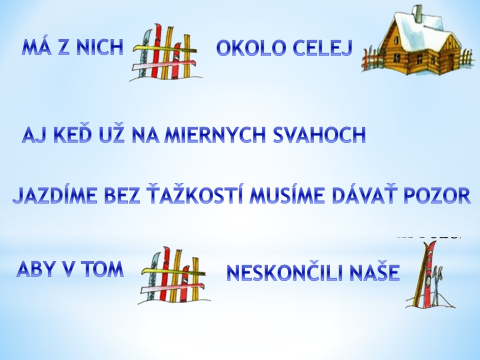 MÁ Z NICH OKOLO CELEJ
AJ KEĎ UŽ NA MIERNYCH SVAHOCH
JAZDÍME BEZ ŤAŽKOSTÍ MUSÍME DÁVAŤ POZOR
ABY V TOM NESKONČILI NAŠE